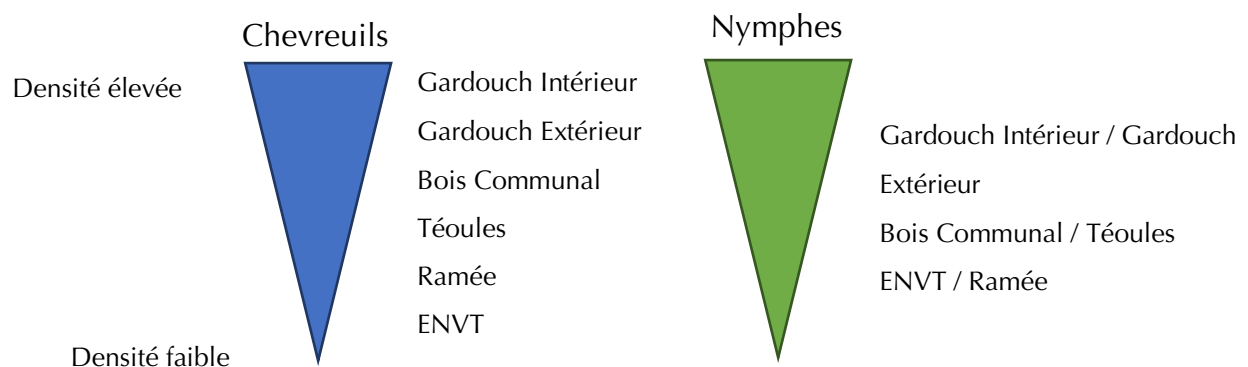 Chevreuils
Densité élevée
Gardouch Intérieur
Gardouch Extérieur
Bois Communal
Téoules
Ramée
ENVT
Densité faible
Nymphes
Gardouch Intérieur / Gardouch
Extérieur
Bois Communal / Téoules
ENVT / Ramée